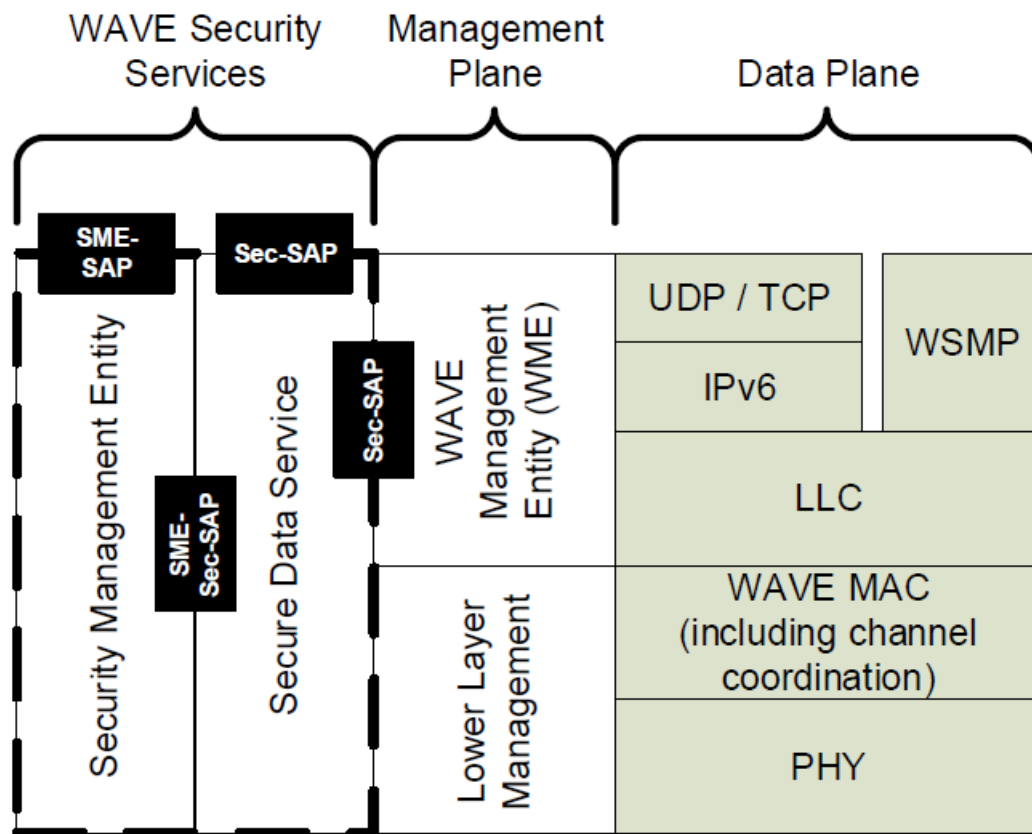 WAVE Security
Services
Management
Plane
Data Plane
SME-
SAP
Sec-SAP
Security Management Entity
SME-
Sec-SAP
Secure Data Service
Sec-SAP
WAVE
Management
Entity (WME)
Lower Layer
Management
UDP / TCP
IPv6
WSMP
LLC
WAVE MAC
(including channel
coordination)
PHY